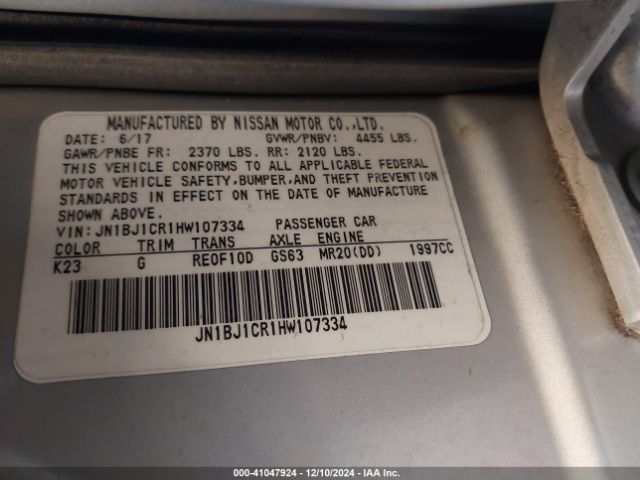 MANUFACTURED BY NISSAN MOTOR CO.,LTD.
DATE: 6/17 GVWR/PNBV: 4455 LBS.
GAWR/PNBE FR: 2370 LBS. RR: 2120 LBS.
THIS VEHICLE CONFORMS TO ALL APPLICABLE FEDERAL
MOTOR VEHICLE SAFETY,BUMPER,AND THEFT PREVENTION
STANDARDS IN EFFECT ON THE DATE OF MANUFACTURE
SHOWN ABOVE.
VIN: JN1BJ1CR1HW107334 PASSENGER CAR
COLOR TRIM TRANS AXLE ENGINE
K23 G RE0F10D GS63 MR20(DD) 1997CC
JN1BJ1CR1HW107334
000-41047924 - 12/10/2024 - IAA Inc.